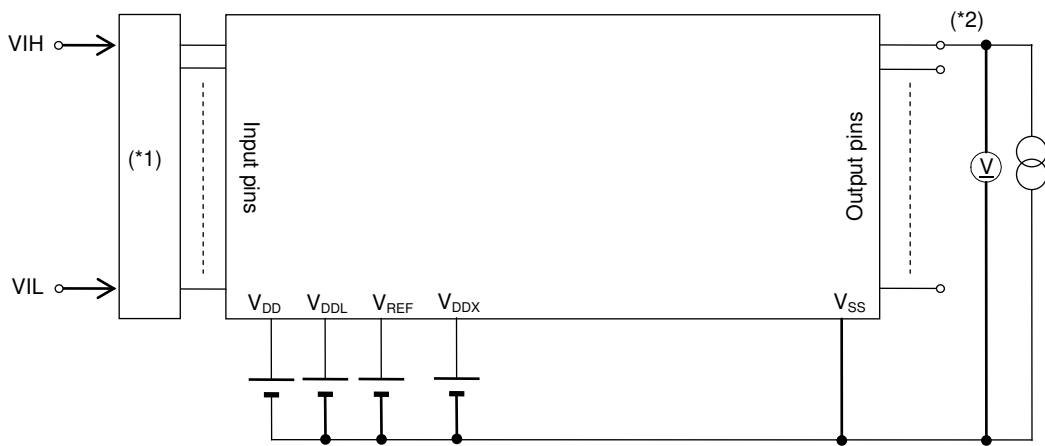 (*2)
VIH
(*1)
Input pins
Output pins
V
VIL
VDD
VDDL
VREF
VDDX
VSS